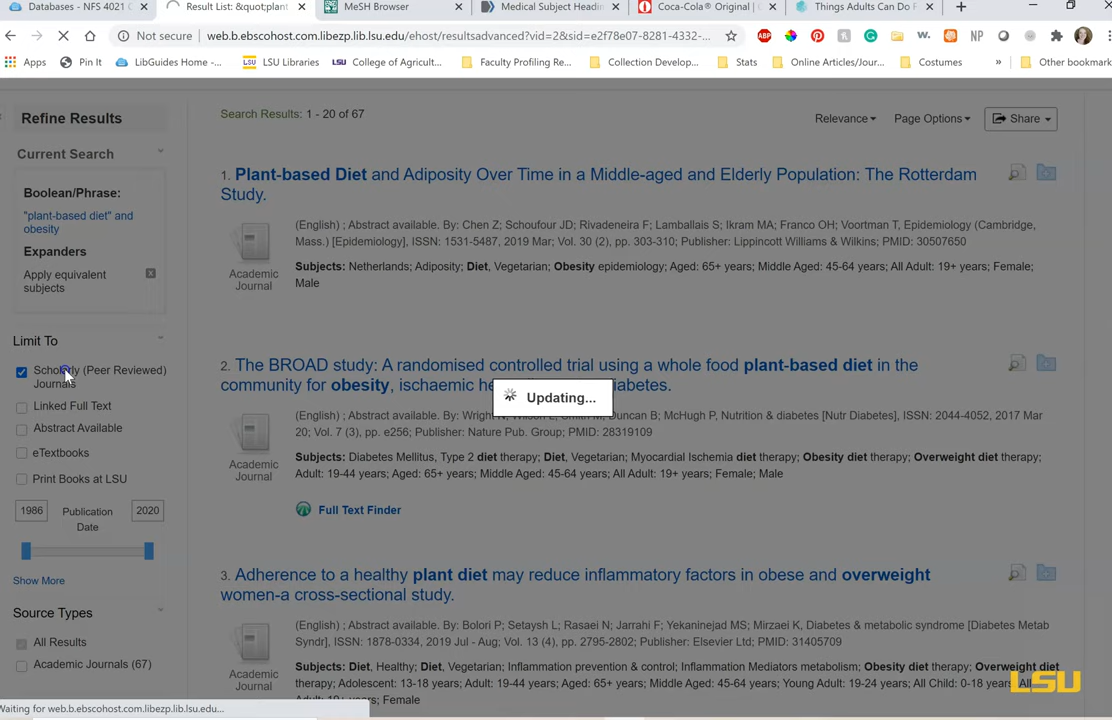 Databases - NFS 4021 C
Result List: &quot;plant
MeSH Browser
Medical Subject Headin
Coca-Cola® Original |
Things Adults Can Do F
Not secure
web.b.ebscohost.com.libezp.lib.lsu.edu/ehost/resultsadvanced?vid=2&sid=e2f78e07-8281-4332-...
ABP
NP
Apps
Pin It
LibGuides Home -...
LSU Libraries
College of Agricult...
Faculty Profiling Re...
Collection Develop...
Stats
Online Articles/Jour...
Costumes
»
Other bookmark
Refine Results
Current Search
Boolean/Phrase:
"plant-based diet" and
obesity
Expanders
Apply equivalent
subjects
Limit To
Scholarly (Peer Reviewed)
Journals
Linked Full Text
Abstract Available
eTextbooks
Print Books at LSU
1986
Publication
Date
2020
Show More
Source Types
All Results
Academic Journals (67)
Search Results: 1 - 20 of 67
Relevance
Page Options
Share
1. Plant-based Diet and Adiposity Over Time in a Middle-aged and Elderly Population: The Rotterdam
Study.
Academic
Journal
(English) ; Abstract available. By: Chen Z; Schoufour JD; Rivadeneira F; Lamballais S; Ikram MA; Franco OH; Voortman T, Epidemiology (Cambridge,
Mass.) [Epidemiology], ISSN: 1531-5487, 2019 Mar; Vol. 30 (2), pp. 303-310; Publisher: Lippincott Williams & Wilkins; PMID: 30507650
Subjects: Netherlands; Adiposity; Diet, Vegetarian; Obesity epidemiology; Aged: 65+ years; Middle Aged: 45-64 years; All Adult: 19+ years; Female;
Male
2. The BROAD study: A randomised controlled trial using a whole food plant-based diet in the
community for obesity, ischaemic he
Updating...
Academic
Journal
20; Vol. 7 (3), pp. e256; Publisher: Nature Pub. Group; PMID: 28319109
Duncan B; McHugh P, Nutrition & diabetes [Nutr Diabetes], ISSN: 2044-4052, 2017 Mar
Subjects: Diabetes Mellitus, Type 2 diet therapy; Diet, Vegetarian; Myocardial Ischemia diet therapy; Obesity diet therapy; Overweight diet therapy;
Adult: 19-44 years; Aged: 65+ years; Middle Aged: 45-64 years; All Adult: 19+ years; Female; Male
Full Text Finder
3. Adherence to a healthy plant diet may reduce inflammatory factors in obese and overweight
women-a cross-sectional study.
Academic
Journal
(English) ; Abstract available. By: Bolori P; Setaysh L; Rasaei N; Jarrahi F; Yekaninejad MS; Mirzaei K, Diabetes & metabolic syndrome [Diabetes Metab
Syndr], ISSN: 1878-0334, 2019 Jul - Aug; Vol. 13 (4), pp. 2795-2802; Publisher: Elsevier Ltd; PMID: 31405709
Subjects: Diet, Healthy; Diet, Vegetarian; Inflammation prevention & control; Inflammation Mediators metabolism; Obesity diet therapy; Overweight diet
therapy; Adolescent: 13-18 years; Adult: 19-44 years; Aged: 65+ years; Middle Aged: 45-64 years; Young Adult: 19-24 years; All Child: 0-18 years; All
Adult: 19+ years; Female
LSU
Waiting for web.b.ebscohost.com.libezp.lib.lsu.edu...